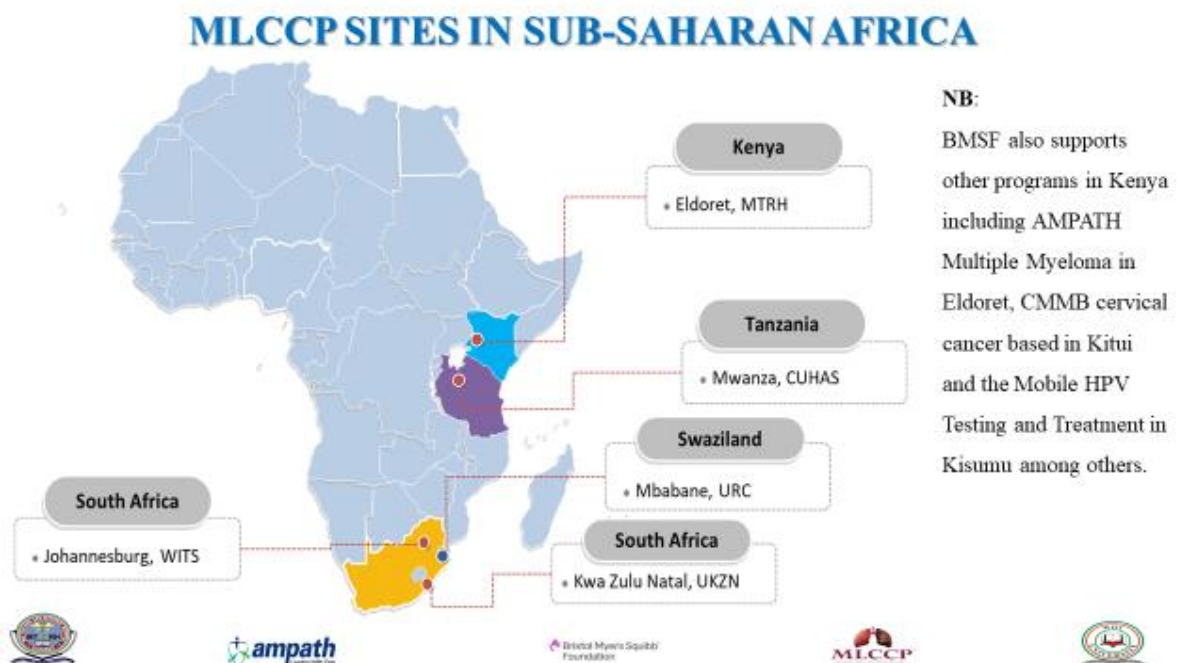 MLCCP SITES IN SUB-SAHARAN AFRICA
Kenya
• Eldoret, MTRH
Tanzania
• Mwanza, CUHAS
Swaziland
• Mbabane, URC
South Africa
• Kwa Zulu Natal, UKZN
South Africa
• Johannesburg, WITS
NB:
BMSF also supports
other programs in Kenya
including AMPATH
Multiple Myeloma in
Eldoret, CMMB cervical
cancer based in Kitui
and the Mobile HPV
Testing and Treatment in
Kisumu among others.
ampath
Bristol Myers Squibb
Foundation
MLCCP